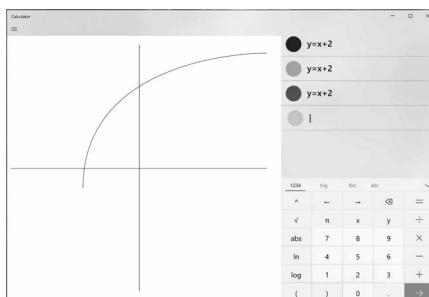 Calculator
y=x+2
y=x+2
y=x+2
1234 trig f(x) abc
^ ← → =
√ π x y ÷
abs 7 8 9 ×
ln 4 5 6 −
log 1 2 3 +
( ) 0 . →